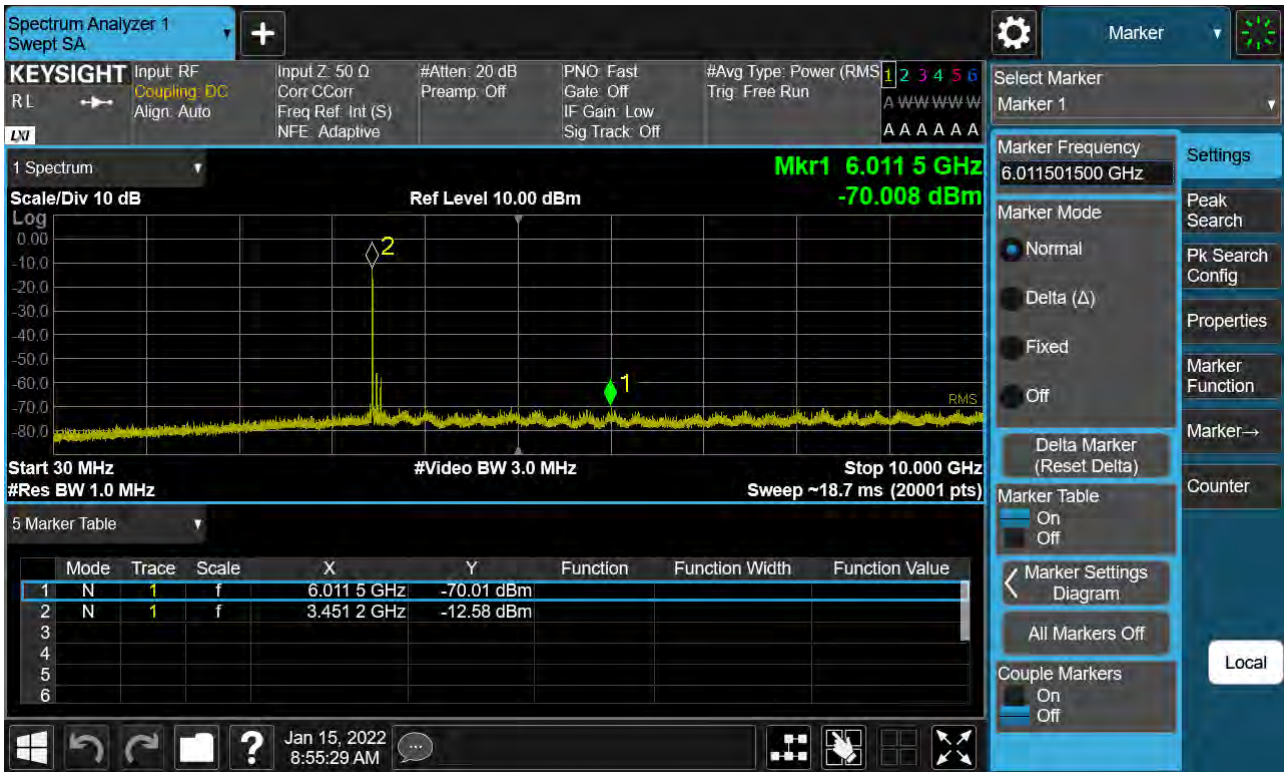 Spectrum Analyzer 1
Swept SA
+
Marker
KEYSIGHT
RL
LXI
Input: RF
Coupling: DC
Align: Auto
Input Z: 50 Ω
Corr CCorr
Freq Ref: Int (S)
NFE: Adaptive
#Atten: 20 dB
Preamp: Off
PNO: Fast
Gate: Off
IF Gain: Low
Sig Track: Off
#Avg Type: Power (RMS
Trig: Free Run
1 2 3 4 5 6
A W W W W W
A A A A A A
Select Marker
Marker 1
1 Spectrum
Mkr1 6.011 5 GHz
Scale/Div 10 dB
Ref Level 10.00 dBm
-70.008 dBm
Log
0.00
-10.0
-20.0
-30.0
-40.0
-50.0
-60.0
-70.0
-80.0
2
1
RMS
Start 30 MHz
#Video BW 3.0 MHz
Stop 10.000 GHz
#Res BW 1.0 MHz
Sweep ~18.7 ms (20001 pts)
5 Marker Table
Mode Trace Scale X Y Function Function Width Function Value
1 N 1 f 6.011 5 GHz -70.01 dBm
2 N 1 f 3.451 2 GHz -12.58 dBm
3
4
5
6
Marker Frequency
6.011501500 GHz
Marker Mode
Normal
Delta (Δ)
Fixed
Off
Delta Marker
(Reset Delta)
Marker Table
On
Off
Marker Settings
Diagram
All Markers Off
Couple Markers
On
Off
Settings
Peak
Search
Pk Search
Config
Properties
Marker
Function
Marker→
Counter
Local
?
Jan 15, 2022
8:55:29 AM